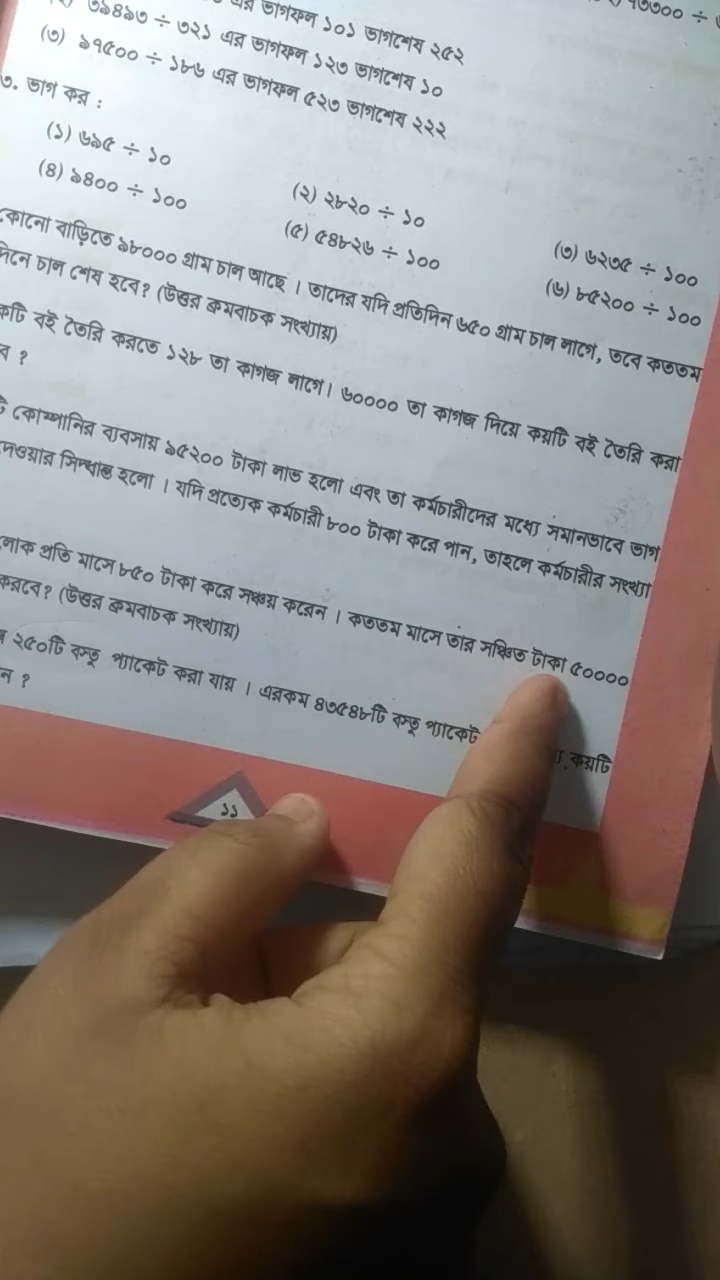 এর ভাগফল ১০১ ভাগশেষ ২৫২
৩৯৪৯৩ ÷ ৩২১ এর ভাগফল ১২৩ ভাগশেষ ১০
(৩) ৯৭৫০০ ÷ ১৮৬ এর ভাগফল ৫২৩ ভাগশেষ ২২২
৩. ভাগ কর :
(১) ৬৯৫ ÷ ১০ (২) ২৮২০ ÷ ১০ (৩) ৬২৩৫ ÷ ১০০
(৪) ৯৪০০ ÷ ১০০ (৫) ৫৪৮২৬ ÷ ১০০ (৬) ৮৫২০০ ÷ ১০০
কোনো বাড়িতে ৯৮০০০ গ্রাম চাল আছে । তাদের যদি প্রতিদিন ৬৫০ গ্রাম চাল লাগে, তবে কততম
দিনে চাল শেষ হবে? (উত্তর ক্রমবাচক সংখ্যায়)
কটি বই তৈরি করতে ১২৮ তা কাগজ লাগে। ৬০০০০ তা কাগজ দিয়ে কয়টি বই তৈরি করা
ব ?
টি কোম্পানির ব্যবসায় ৯৫২০০ টাকা লাভ হলো এবং তা কর্মচারীদের মধ্যে সমানভাবে ভাগ
দেওয়ার সিদ্ধান্ত হলো । যদি প্রত্যেক কর্মচারী ৮০০ টাকা করে পান, তাহলে কর্মচারীর সংখ্যা
লোক প্রতি মাসে ৮৫০ টাকা করে সঞ্চয় করেন । কততম মাসে তার সঞ্চিত টাকা ৫০০০০
করবে? (উত্তর ক্রমবাচক সংখ্যায়)
২৫০টি বস্তু প্যাকেট করা যায় । এরকম ৪৩৫৪৮টি বস্তু প্যাকেট কয়টি
ন ?
১১